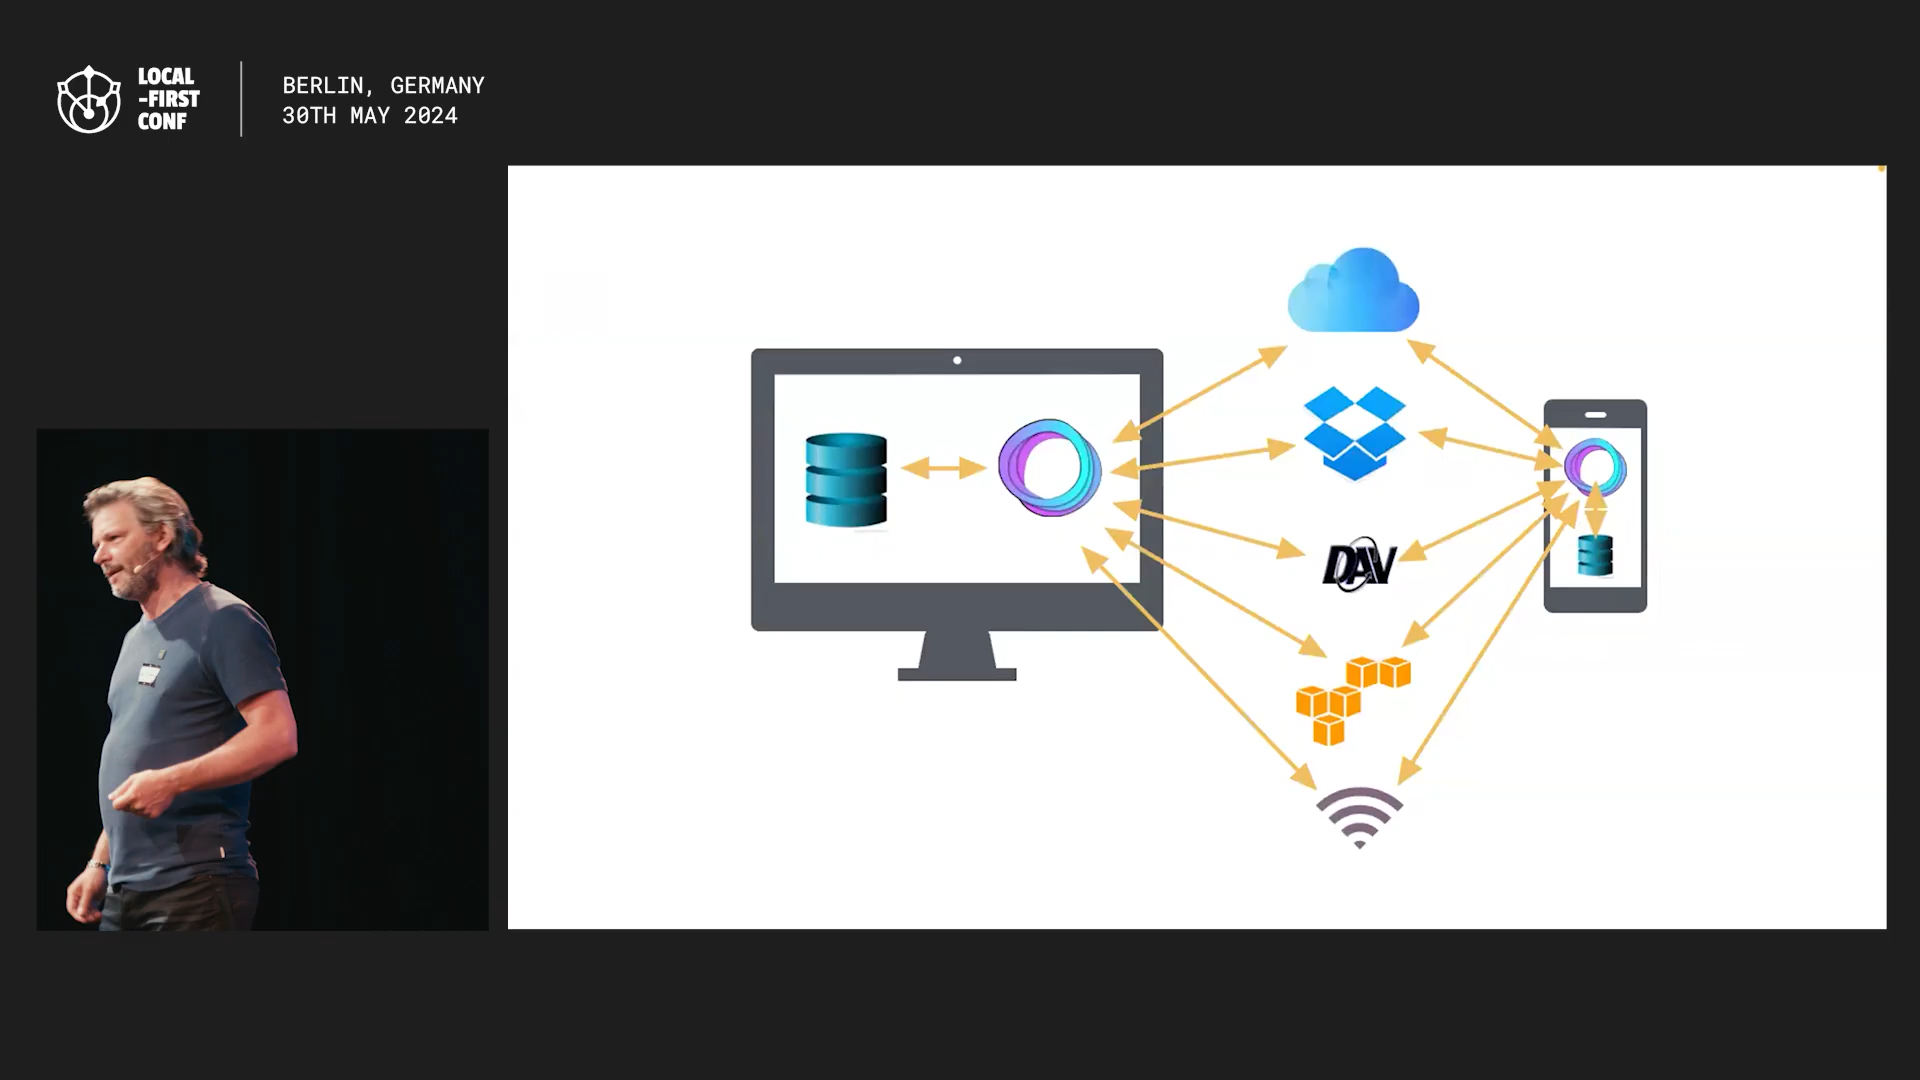 LOCAL
-FIRST
CONF
BERLIN, GERMANY
30TH MAY 2024
DAV